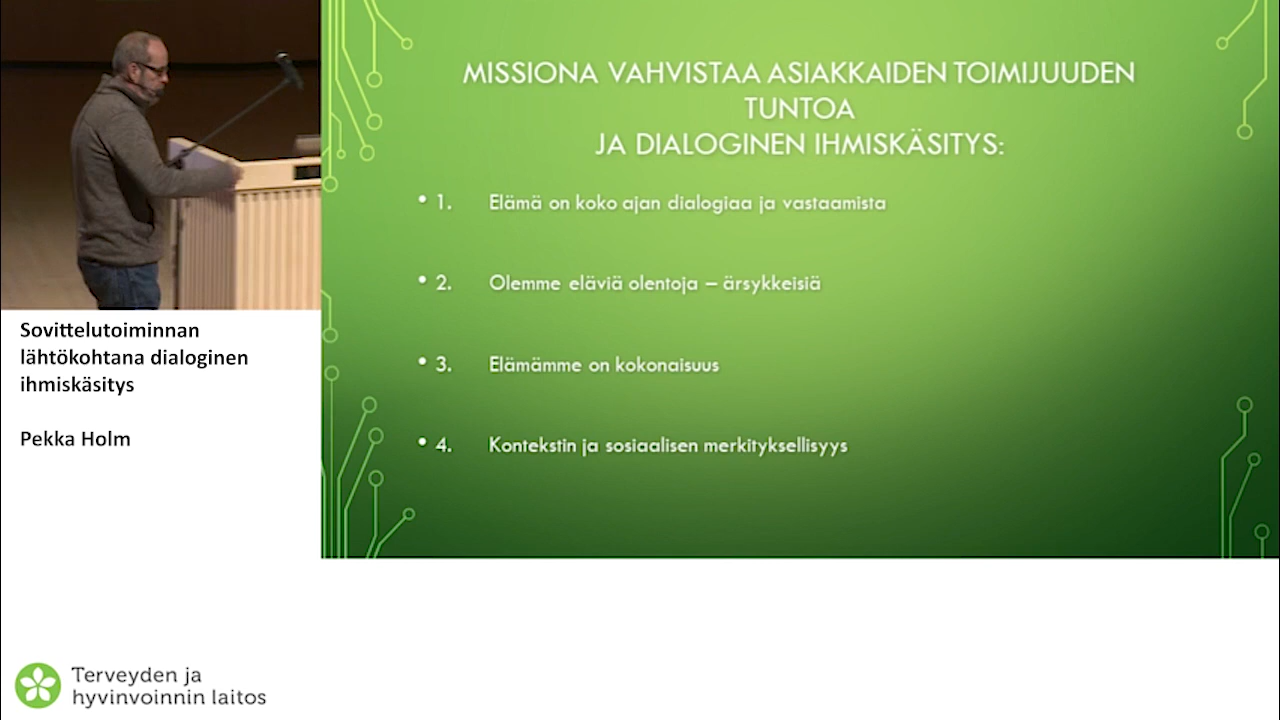 MISSIONA VAHVISTAA ASIAKKAIDEN TOIMIJUUDEN
TUNTOA
JA DIALOGINEN IHMISKÄSITYS:
• 1. Elämä on koko ajan dialogiaa ja vastaamista
• 2. Olemme eläviä olentoja – ärsykkeisiä
• 3. Elämämme on kokonaisuus
• 4. Kontekstin ja sosiaalisen merkityksellisyys
Sovittelutoiminnan
lähtökohtana dialoginen
ihmiskäsitys
Pekka Holm
Terveyden ja
hyvinvoinnin laitos